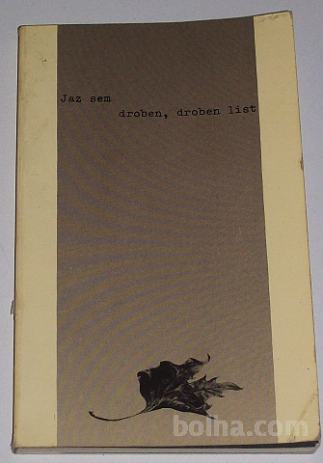 Jaz sem
droben, droben list
bolha.com